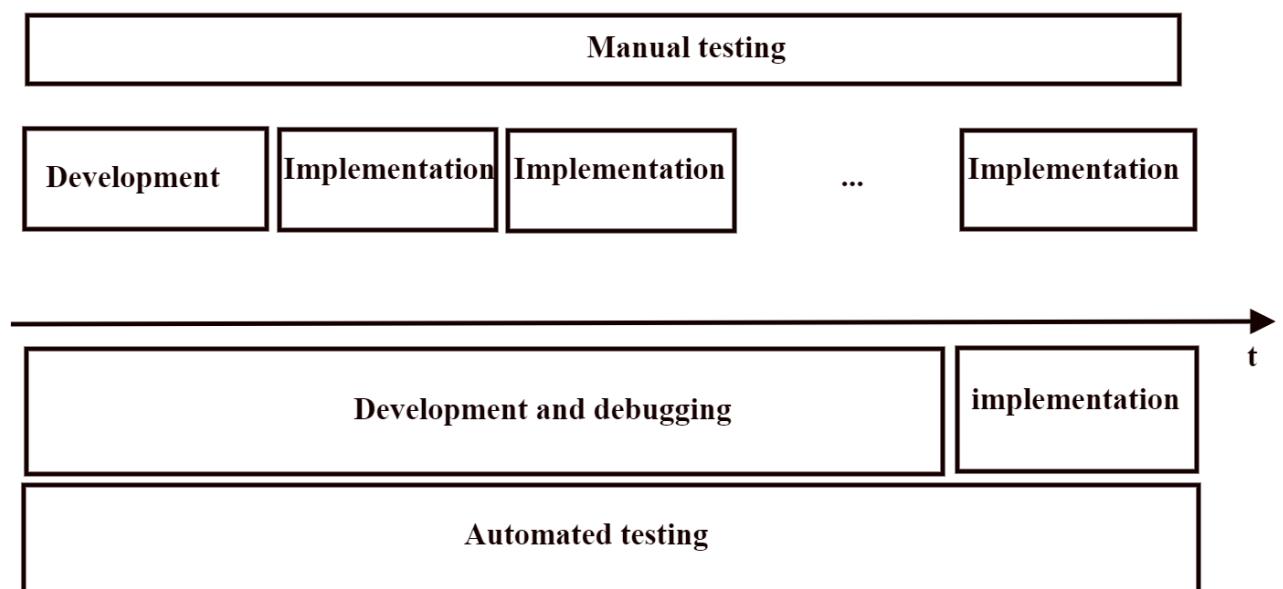 Manual testing
Development
Implementation
Implementation
...
Implementation
t
Development and debugging
implementation
Automated testing